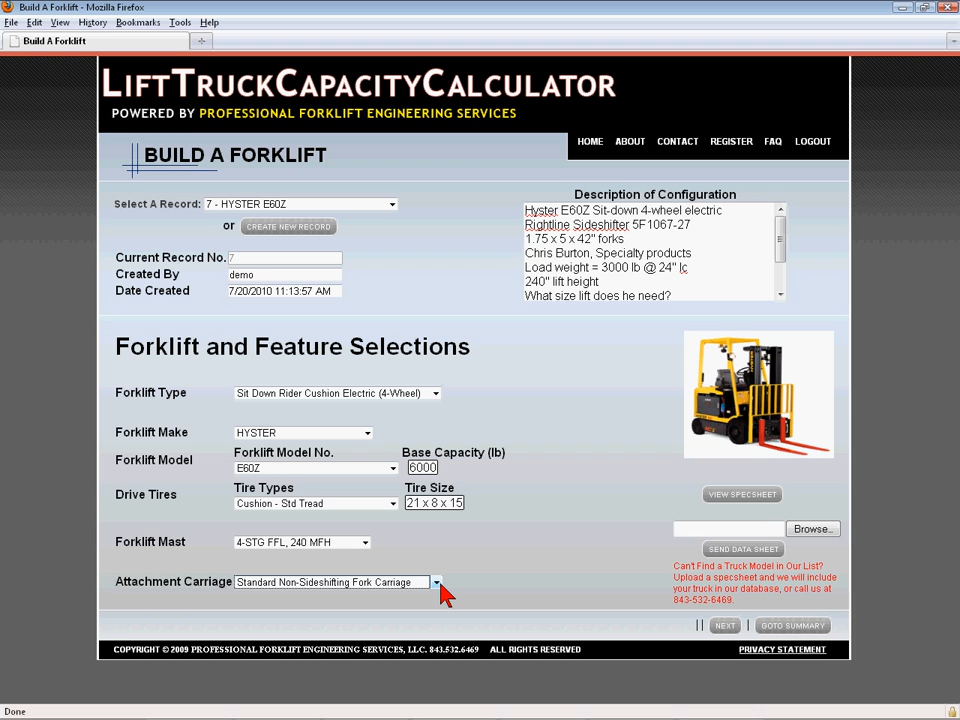 Build A Forklift - Mozilla Firefox
File Edit View History Bookmarks Tools Help
Build A Forklift
LIFTTRUCKCAPACITYCALCULATOR
POWERED BY PROFESSIONAL FORKLIFT ENGINEERING SERVICES
HOME ABOUT CONTACT REGISTER FAQ LOGOUT
BUILD A FORKLIFT
Select A Record: 7 - HYSTER E60Z
or CREATE NEW RECORD
Current Record No. 7
Created By demo
Date Created 7/20/2010 11:13:57 AM
Description of Configuration
Hyster E60Z Sit-down 4-wheel electric
Rightline Sideshifter 5F1067-27
1.75 x 5 x 42" forks
Chris Burton, Specialty products
Load weight = 3000 lb @ 24" lc
240" lift height
What size lift does he need?
Forklift and Feature Selections
Forklift Type Sit Down Rider Cushion Electric (4-Wheel)
Forklift Make HYSTER
Forklift Model No. Base Capacity (lb)
Forklift Model E60Z 6000
Tire Types Tire Size
Drive Tires Cushion - Std Tread 21 x 8 x 15
Forklift Mast 4-STG FFL, 240 MFH
Attachment Carriage Standard Non-Sideshifting Fork Carriage
VIEW SPECSHEET
Browse...
SEND DATA SHEET
Can't Find a Truck Model in Our List?
Upload a specsheet and we will include
your truck in our database, or call us at
843-532-6469.
|| NEXT | GOTO SUMMARY
COPYRIGHT © 2009 PROFESSIONAL FORKLIFT ENGINEERING SERVICES, LLC. 843.532.6469 ALL RIGHTS RESERVED
PRIVACY STATEMENT
Done